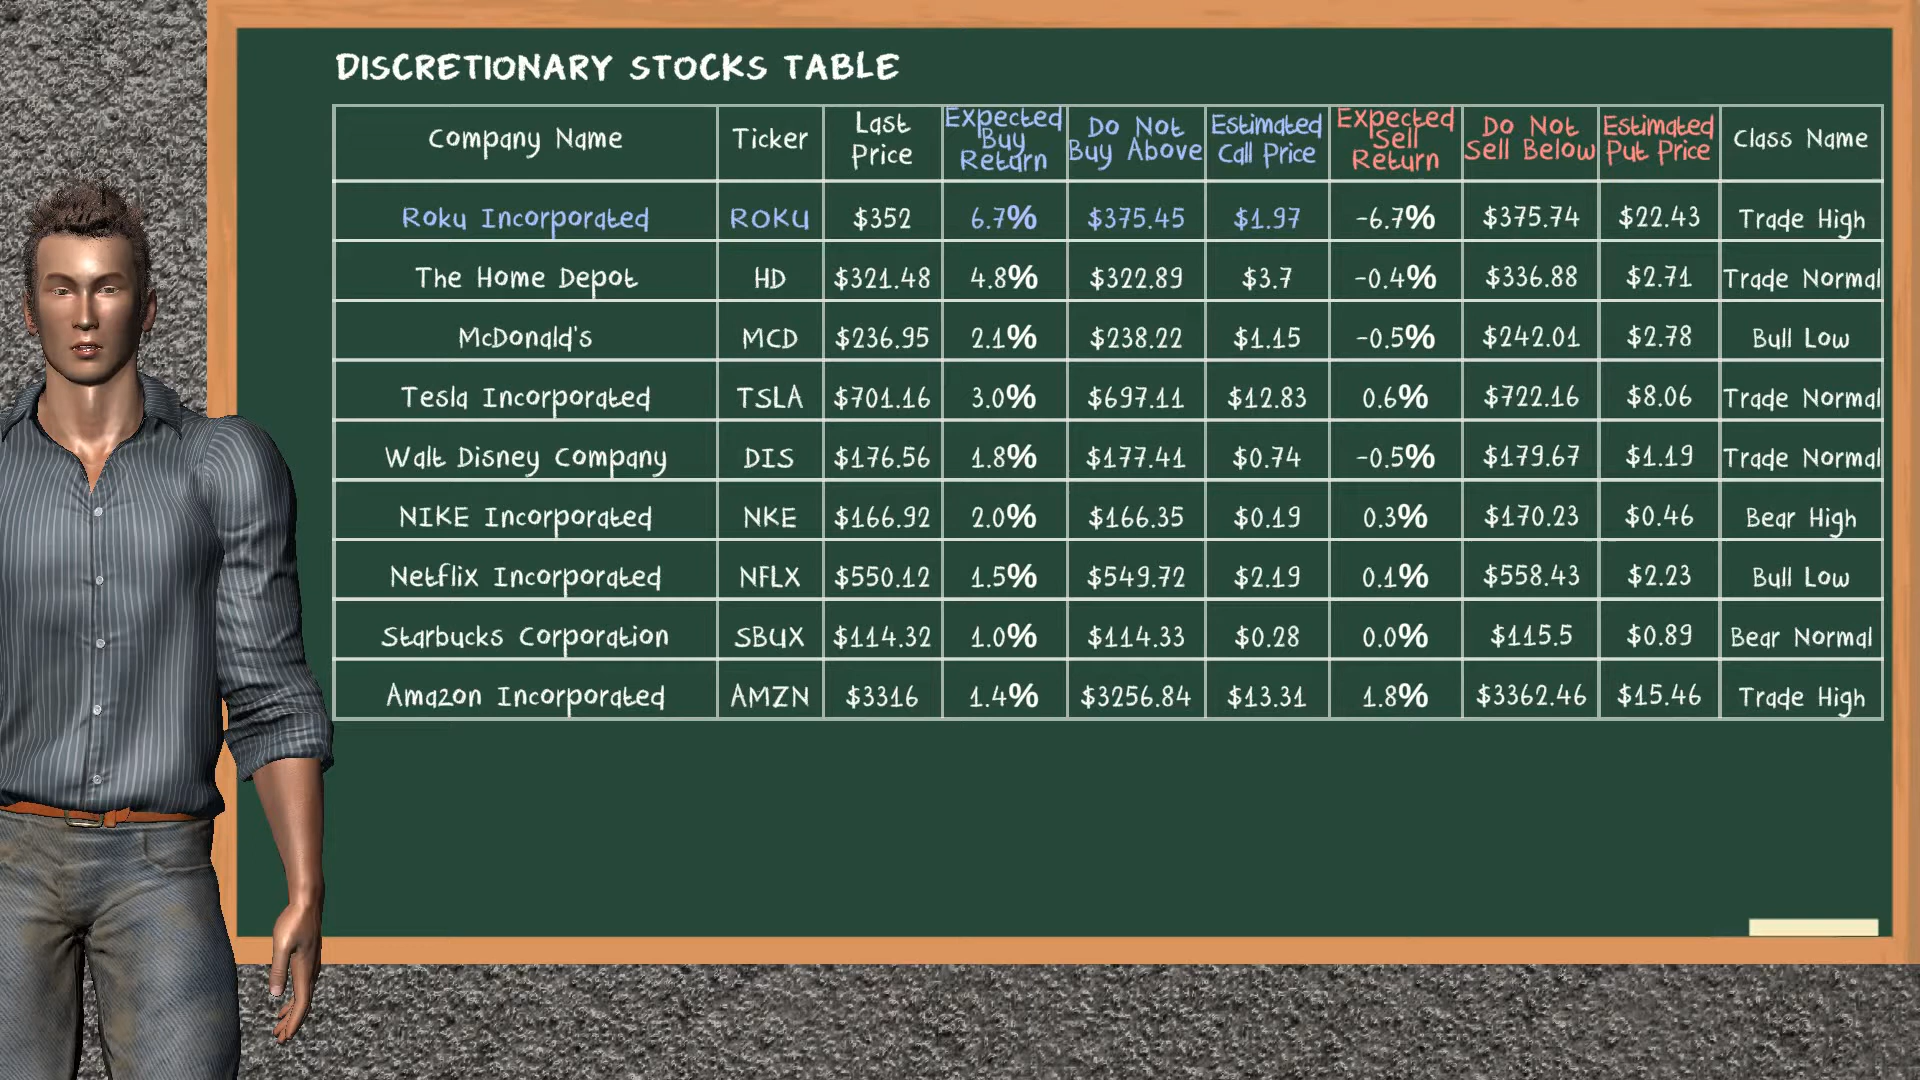 DISCRETIONARY STOCKS TABLE
Company Name Ticker Last Price Expected Buy Return Do Not Buy Above Estimated Call Price Expected Sell Return Do Not Sell Below Estimated Put Price Class Name
Roku Incorporated ROKU $352 6.7% $375.45 $1.97 -6.7% $375.74 $22.43 Trade High
The Home Depot HD $321.48 4.8% $322.89 $3.7 -0.4% $336.88 $2.71 Trade Normal
McDonald's MCD $236.95 2.1% $238.22 $1.15 -0.5% $242.01 $2.78 Bull Low
Tesla Incorporated TSLA $701.16 3.0% $697.11 $12.83 0.6% $722.16 $8.06 Trade Normal
Walt Disney Company DIS $176.56 1.8% $177.41 $0.74 -0.5% $179.67 $1.19 Trade Normal
NIKE Incorporated NKE $166.92 2.0% $166.35 $0.19 0.3% $170.23 $0.46 Bear High
Netflix Incorporated NFLX $550.12 1.5% $549.72 $2.19 0.1% $558.43 $2.23 Bull Low
Starbucks Corporation SBUX $114.32 1.0% $114.33 $0.28 0.0% $115.5 $0.89 Bear Normal
Amazon Incorporated AMZN $3316 1.4% $3256.84 $13.31 1.8% $3362.46 $15.46 Trade High